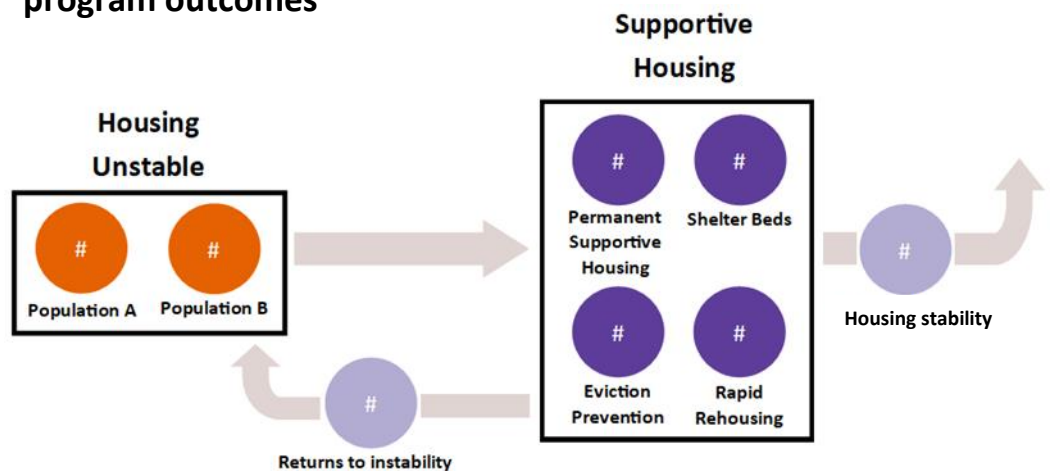 program outcomes
Supportive
Housing
Housing
Unstable
#
#
Population A
Population B
#
#
Permanent
Supportive
Housing
Shelter Beds
#
#
Eviction
Prevention
Rapid
Rehousing
#
Housing stability
#
Returns to instability